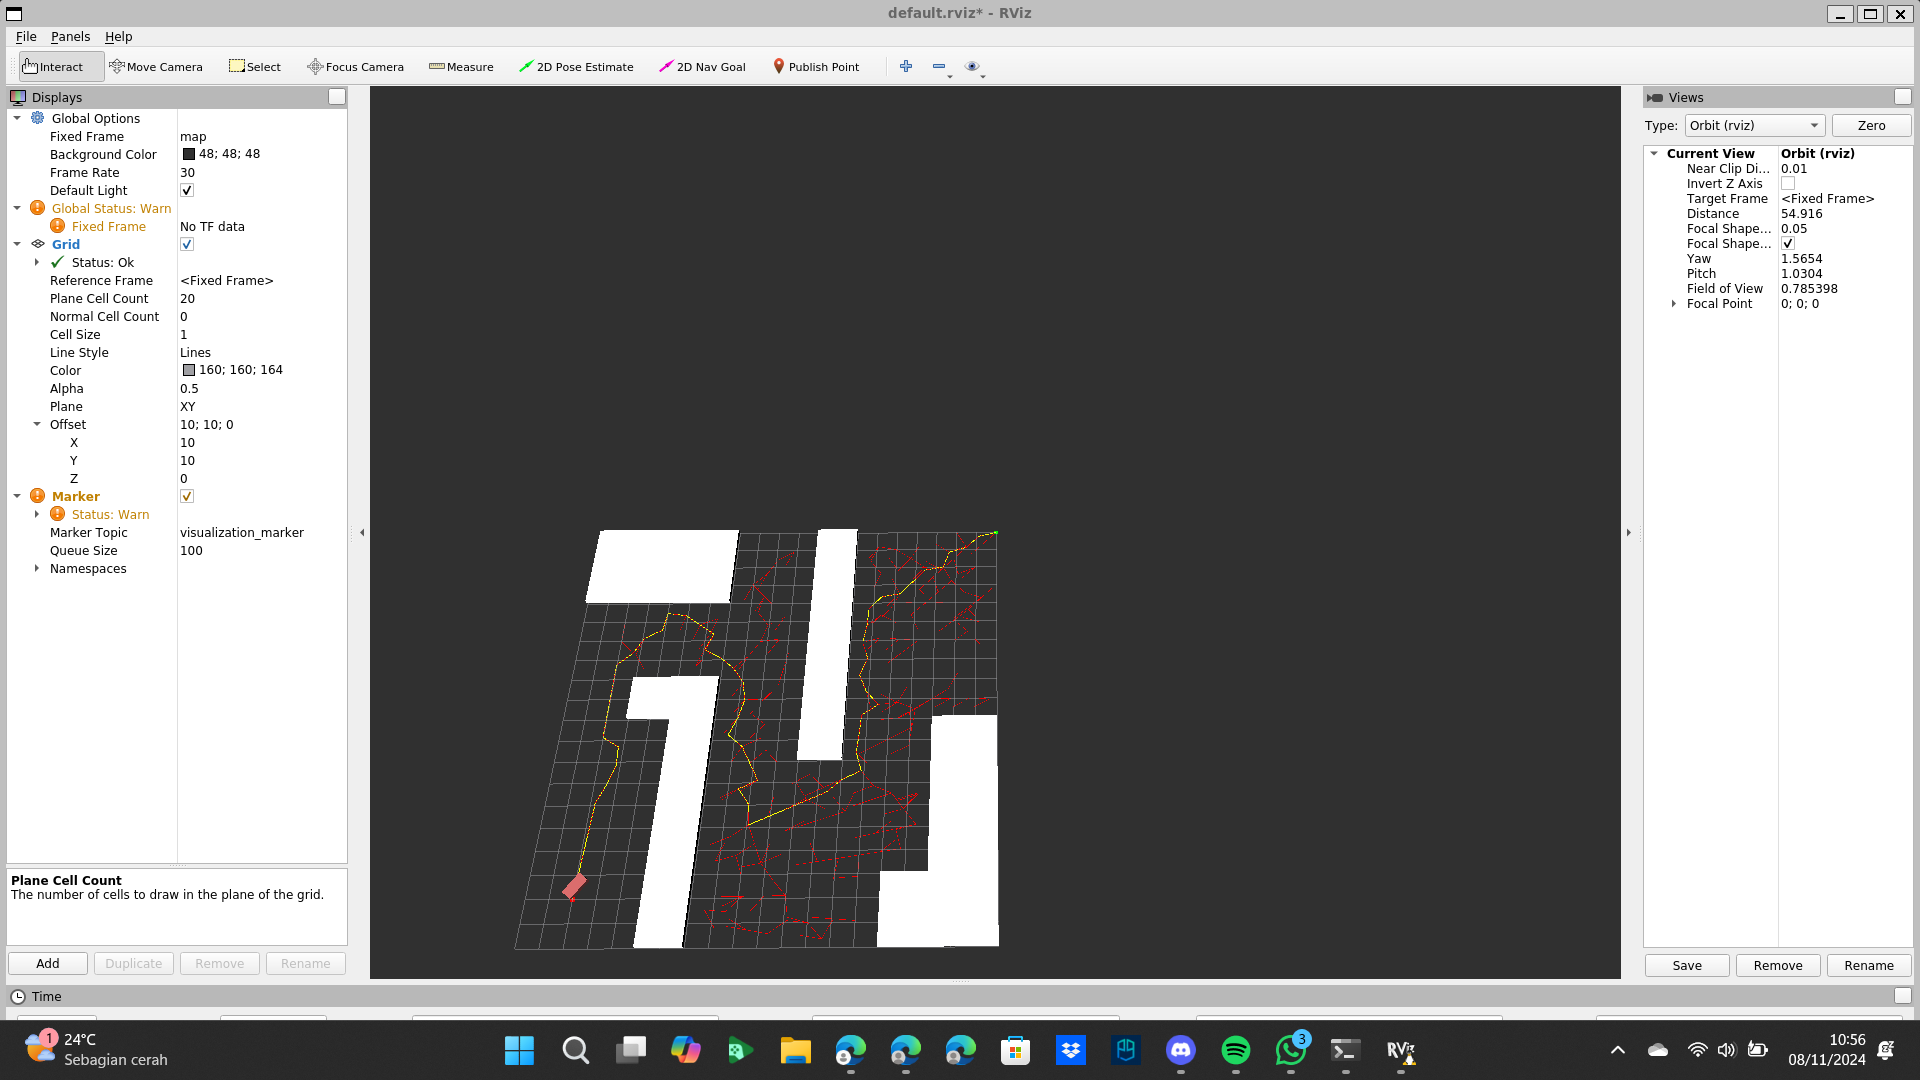 default.rviz* - RViz
File Panels Help
Interact Move Camera Select Focus Camera Measure 2D Pose Estimate 2D Nav Goal Publish Point
Displays
Global Options
Fixed Frame map
Background Color 48; 48; 48
Frame Rate 30
Default Light
Global Status: Warn
Fixed Frame No TF data
Grid
Status: Ok
Reference Frame <Fixed Frame>
Plane Cell Count 20
Normal Cell Count 0
Cell Size 1
Line Style Lines
Color 160; 160; 164
Alpha 0.5
Plane XY
Offset 10; 10; 0
X 10
Y 10
Z 0
Marker
Status: Warn
Marker Topic visualization_marker
Queue Size 100
Namespaces
Plane Cell Count
The number of cells to draw in the plane of the grid.
Add Duplicate Remove Rename
Views
Type: Orbit (rviz) Zero
Current View Orbit (rviz)
Near Clip Di... 0.01
Invert Z Axis
Target Frame <Fixed Frame>
Distance 54.916
Focal Shape... 0.05
Focal Shape...
Yaw 1.5654
Pitch 1.0304
Field of View 0.785398
Focal Point 0; 0; 0
Save Remove Rename
Time
1
24°C
Sebagian cerah
3
RViz
10:56
08/11/2024